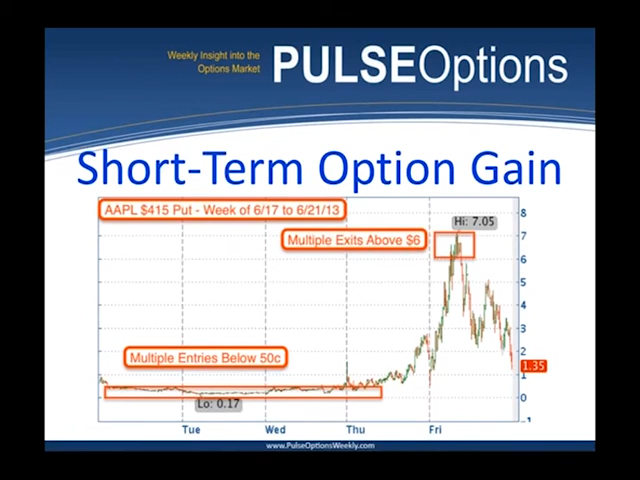 Weekly Insight into the
Options Market
PULSEOptions
Short-Term Option Gain
AAPL $415 Put - Week of 6/17 to 6/21/13
Hi: 7.05
Multiple Exits Above $6
Multiple Entries Below 50c
Lo: 0.17
8
7
6
5
4
3
2
1.35
0
-1
Tue
Wed
Thu
Fri
www.PulseOptionsWeekly.com